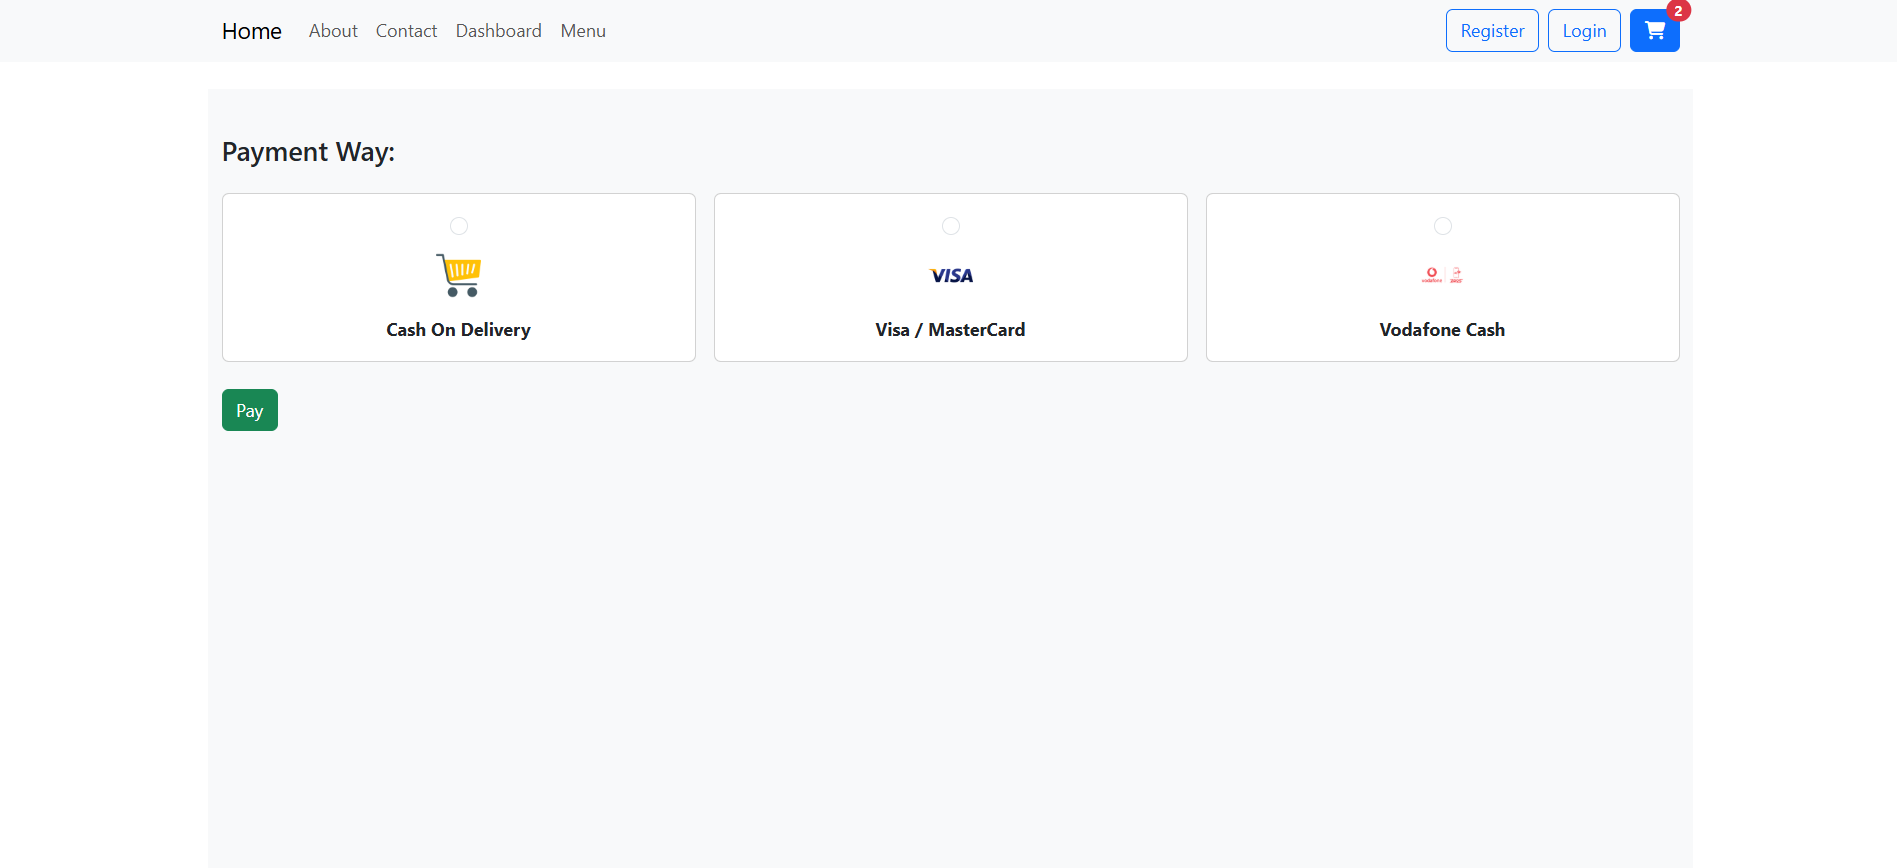 Home About Contact Dashboard Menu Register Login 2
Payment Way:
VISA vodafone
Cash On Delivery Visa / MasterCard Vodafone Cash
Pay